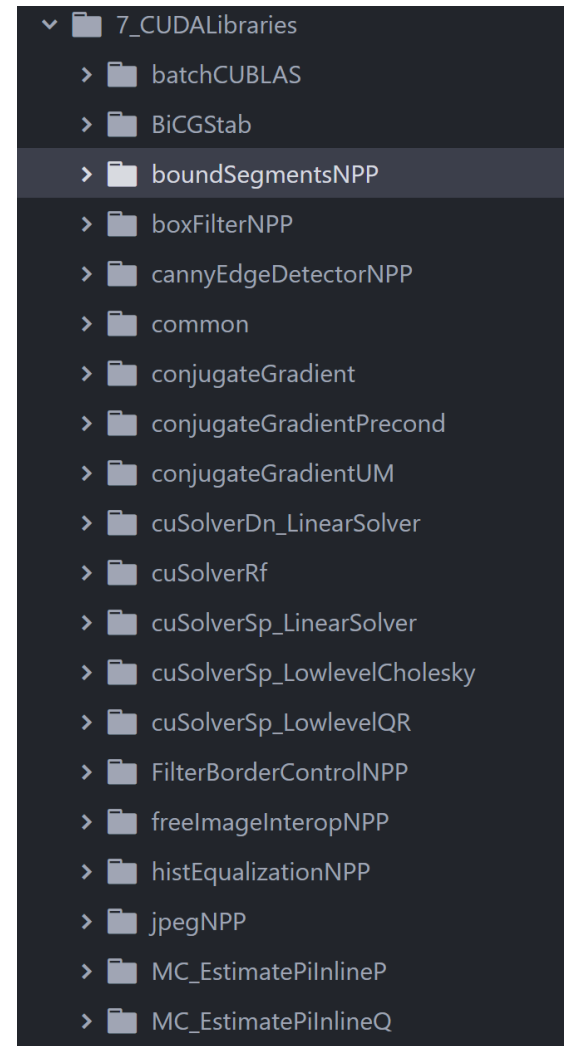 7_CUDALibraries
batchCUBLAS
BiCGStab
boundSegmentsNPP
boxFilterNPP
cannyEdgeDetectorNPP
common
conjugateGradient
conjugateGradientPrecond
conjugateGradientUM
cuSolverDn_LinearSolver
cuSolverRf
cuSolverSp_LinearSolver
cuSolverSp_LowlevelCholesky
cuSolverSp_LowlevelQR
FilterBorderControlNPP
freeImageInteropNPP
histEqualizationNPP
jpegNPP
MC_EstimatePiInlineP
MC_EstimatePiInlineQ